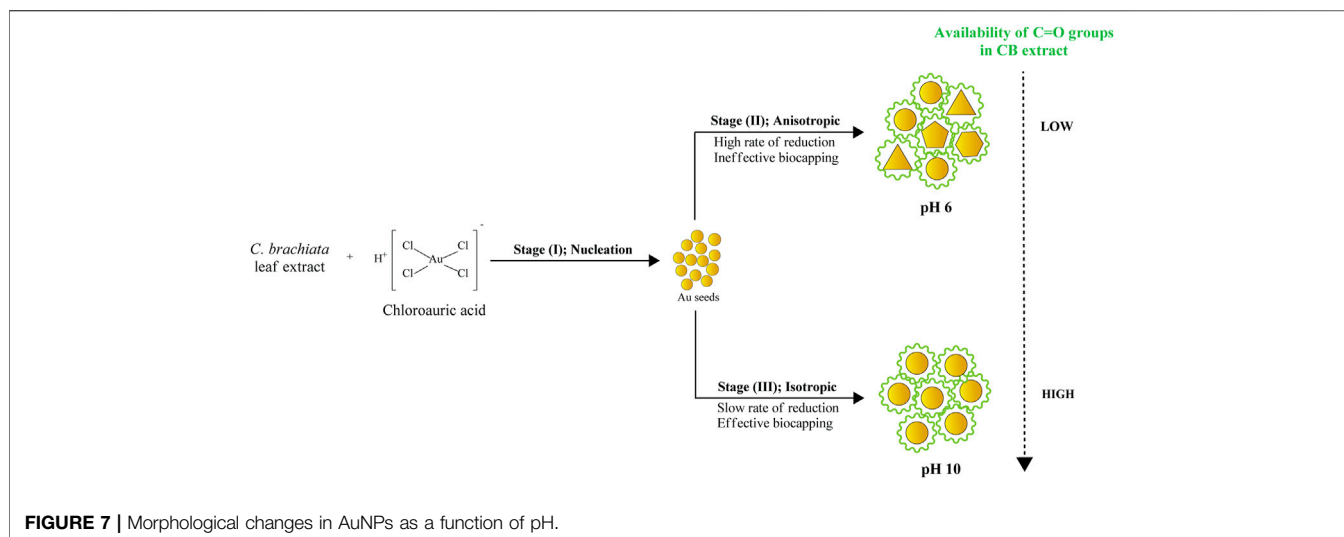 Availability of C=O groups
in CB extract
LOW
Stage (II); Anisotropic
High rate of reduction
Ineffective biocapping
pH 6
C. brachiata
leaf extract
+
H+
Cl
Cl
Au
Cl
Cl
-
Chloroauric acid
Stage (I); Nucleation
Au seeds
Stage (III); Isotropic
Slow rate of reduction
Effective biocapping
HIGH
pH 10
FIGURE 7 | Morphological changes in AuNPs as a function of pH.